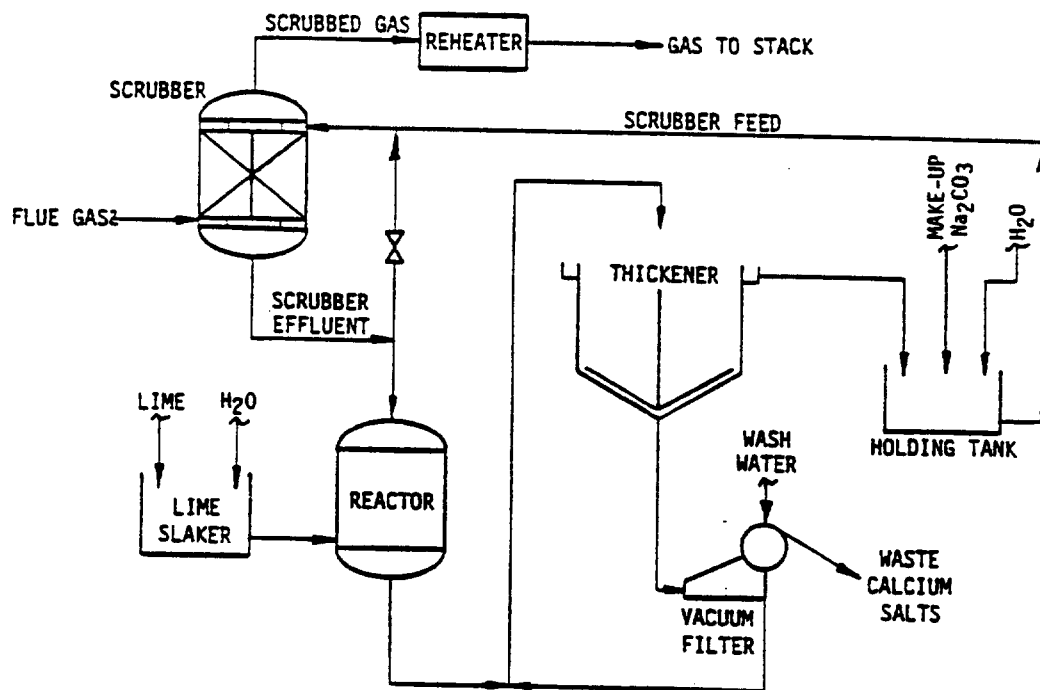 SCRUBBED GAS
REHEATER
GAS TO STACK
SCRUBBER
SCRUBBER FEED
FLUE GAS
MAKE-UP
Na2CO3
H2O
THICKENER
SCRUBBER
EFFLUENT
LIME
H2O
LIME
SLAKER
REACTOR
HOLDING TANK
WASH
WATER
VACUUM
FILTER
WASTE
CALCIUM
SALTS